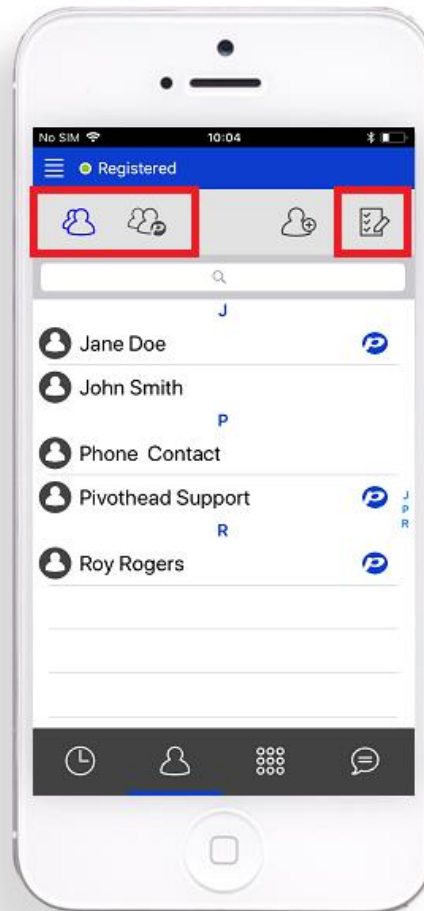 No SIM 10:04
Registered
J
Jane Doe
John Smith
P
Phone Contact
Pivothead Support
R
Roy Rogers
J
P
R